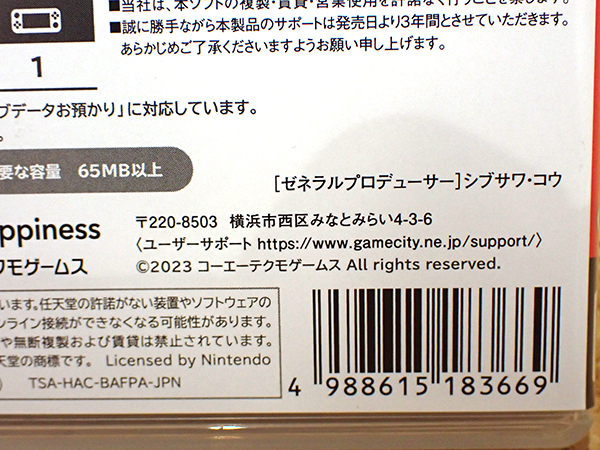 ■当社は、本ソフトの複製・賃貸・営業使用を許諾なく行うことを禁じます。
■誠に勝手ながら本製品のサポートは発売日より3年間とさせていただきます。
あらかじめご了承くださいますようお願い申し上げます。
1
ブデータお預かり」に対応しています。
。
要な容量 65MB以上
[ゼネラルプロデューサー]シブサワ・コウ
ppiness
〒220-8503 横浜市西区みなとみらい4-3-6
〈ユーザーサポート https://www.gamecity.ne.jp/support/〉
クモゲームス
©2023 コーエーテクモゲームス All rights reserved.
います。任天堂の許諾がない装置やソフトウェアの
ンライン接続ができなくなる可能性があります。
や無断複製および賃貸は禁止されています。
天堂の商標です。 Licensed by Nintendo
) TSA-HAC-BAFPA-JPN
4 988615 183669